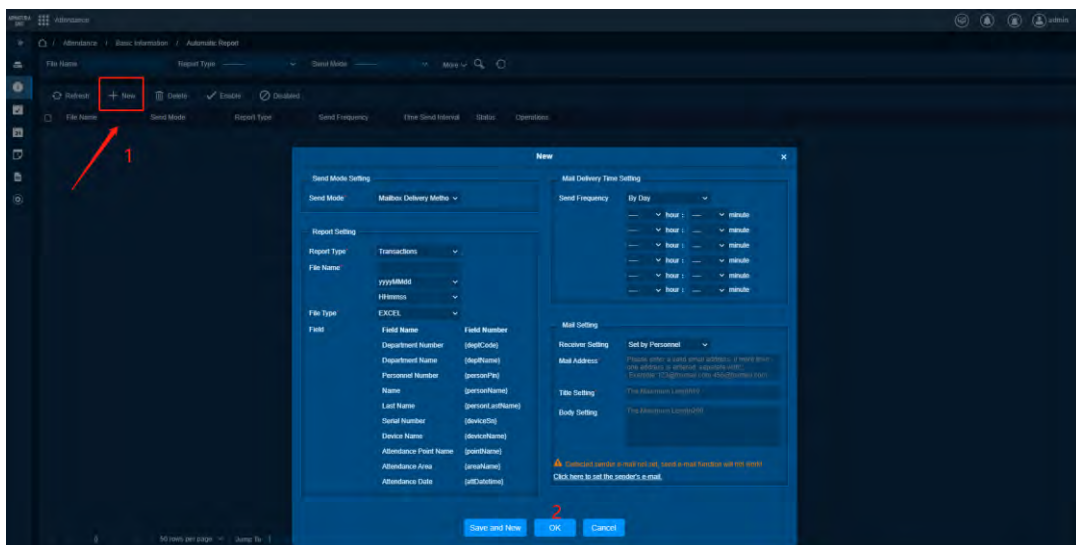 Attendance
admin
/ Attendance / Basic Information / Automatic Report
File Name Report Type Send Mode More
Refresh + New Delete Enable Disabled
File Name Send Mode Report Type Send Frequency Time Send Interval Status Operations
1
New ×
Send Mode Setting
Send Mode* Mailbox Delivery Metho
Report Setting
Report Type* Transactions
File Name*
yyyyMMdd
HHmmss
File Type* EXCEL
Field Field Name Field Number
Department Number {deptCode}
Department Name {deptName}
Personnel Number {personPin}
Name {personName}
Last Name {personLastName}
Serial Number {deviceSn}
Device Name {deviceName}
Attendance Point Name {pointName}
Attendance Area {areaName}
Attendance Date {attDatetime}
Mail Delivery Time Setting
Send Frequency By Day
---- hour : ---- minute
---- hour : ---- minute
---- hour : ---- minute
---- hour : ---- minute
---- hour : ---- minute
---- hour : ---- minute
Mail Setting
Receiver Setting Set by Personnel
Mail Address*
Title Setting
Body Setting
Click here to set the sender's e-mail.
2
Save and New OK Cancel
50 rows per page Jump To 1